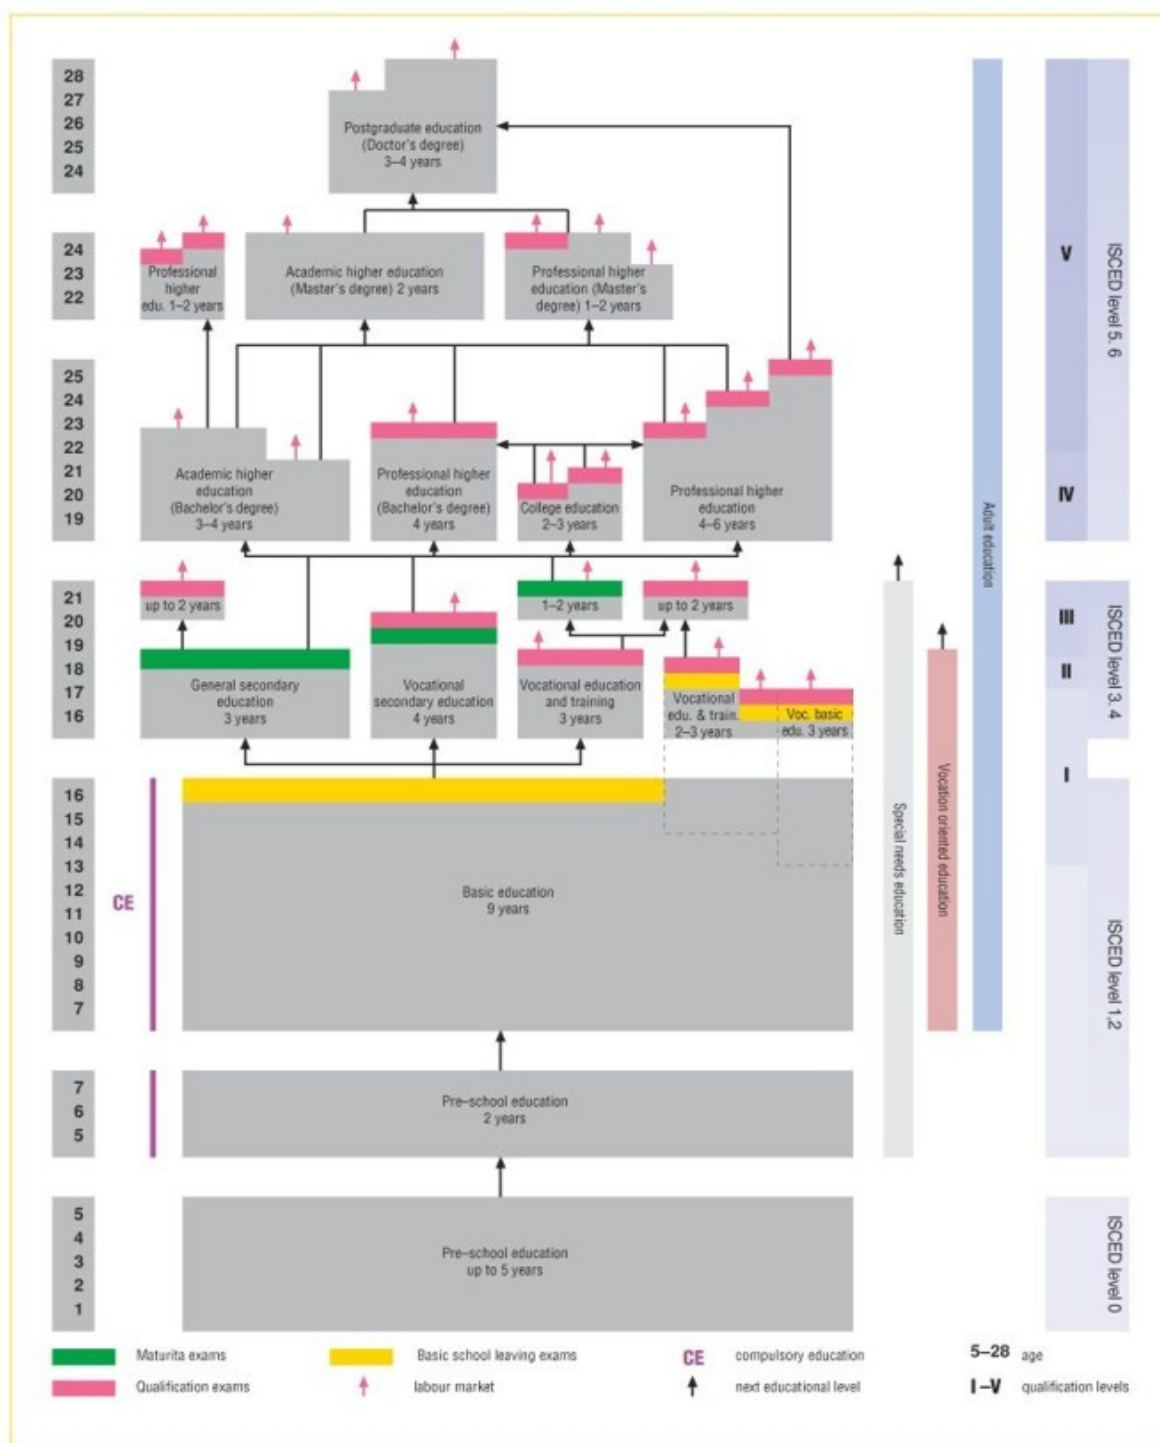 28
27
26
25
24
Postgraduate education
(Doctor's degree)
3–4 years
24
23
22
Professional
higher
edu. 1–2 years
Academic higher education
(Master's degree) 2 years
Professional higher
education (Master's
degree) 1–2 years
25
24
23
22
21
20
19
Academic higher
education
(Bachelor's degree)
3–4 years
Professional higher
education
(Bachelor's degree)
4 years
College education
2–3 years
Professional higher
education
4–6 years
21
20
19
18
17
16
up to 2 years
1–2 years
up to 2 years
General secondary
education
3 years
Vocational
secondary education
4 years
Vocational education
and training
3 years
Vocational
edu. & train.
2–3 years
Voc. basic
edu. 3 years
16
15
14
13
12
11
10
9
8
7
CE
Basic education
9 years
7
6
5
Pre–school education
2 years
5
4
3
2
1
Pre–school education
up to 5 years
Special needs education
Vocation oriented education
Adult education
V
IV
III
II
I
ISCED level 5. 6
ISCED level 3. 4
ISCED level 1,2
ISCED level 0
Maturita exams
Basic school leaving exams
CE compulsory education
5–28 age
Qualification exams
labour market
next educational level
I–V qualification levels